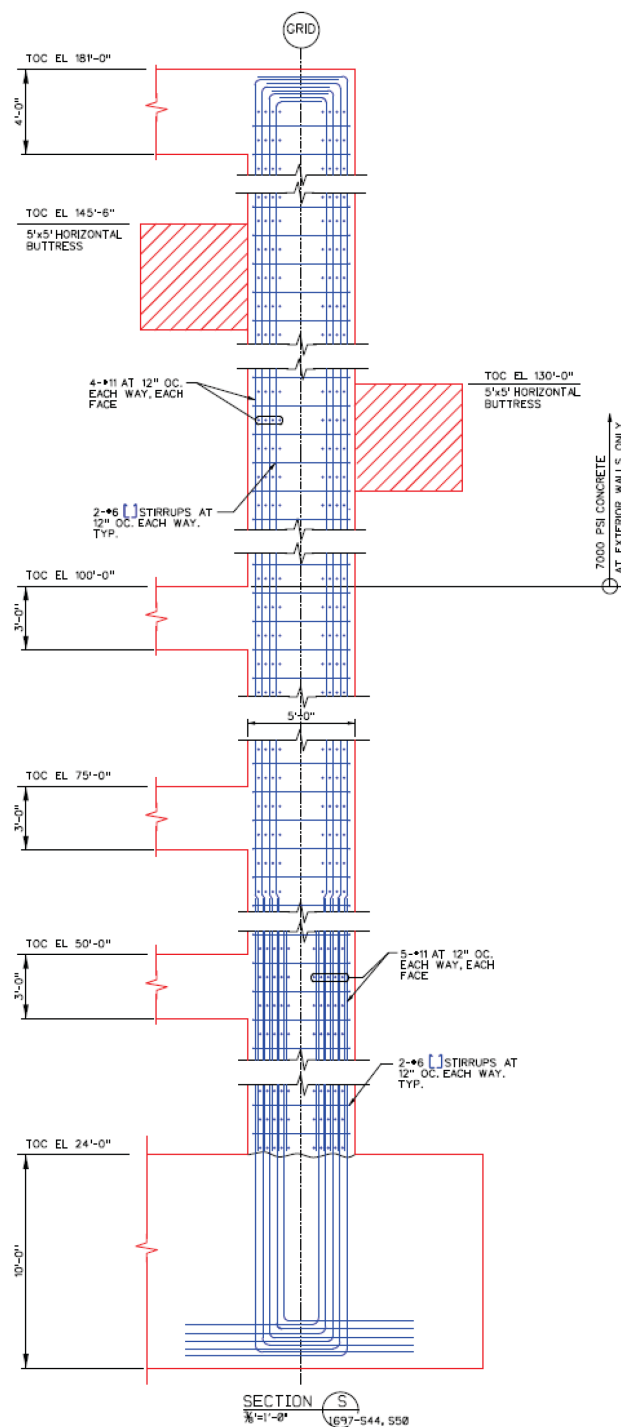 GRID
TOC EL 181'-0"
4'-0"
TOC EL 145'-6"
5'x5' HORIZONTAL
BUTTRESS
TOC EL 130'-0"
5'x5' HORIZONTAL
BUTTRESS
4-#11 AT 12" OC.
EACH WAY, EACH
FACE
7000 PSI CONCRETE
AT EXTERIOR WALLS ONLY
2-#6 [ ] STIRRUPS AT
12" OC. EACH WAY.
TYP.
TOC EL 100'-0"
3'-0"
5'-0"
TOC EL 75'-0"
3'-0"
TOC EL 50'-0"
3'-0"
5-#11 AT 12" OC.
EACH WAY, EACH
FACE
2-#6 [ ] STIRRUPS AT
12" OC. EACH WAY.
TYP.
TOC EL 24'-0"
10'-0"
SECTION S
1697-S44, S50